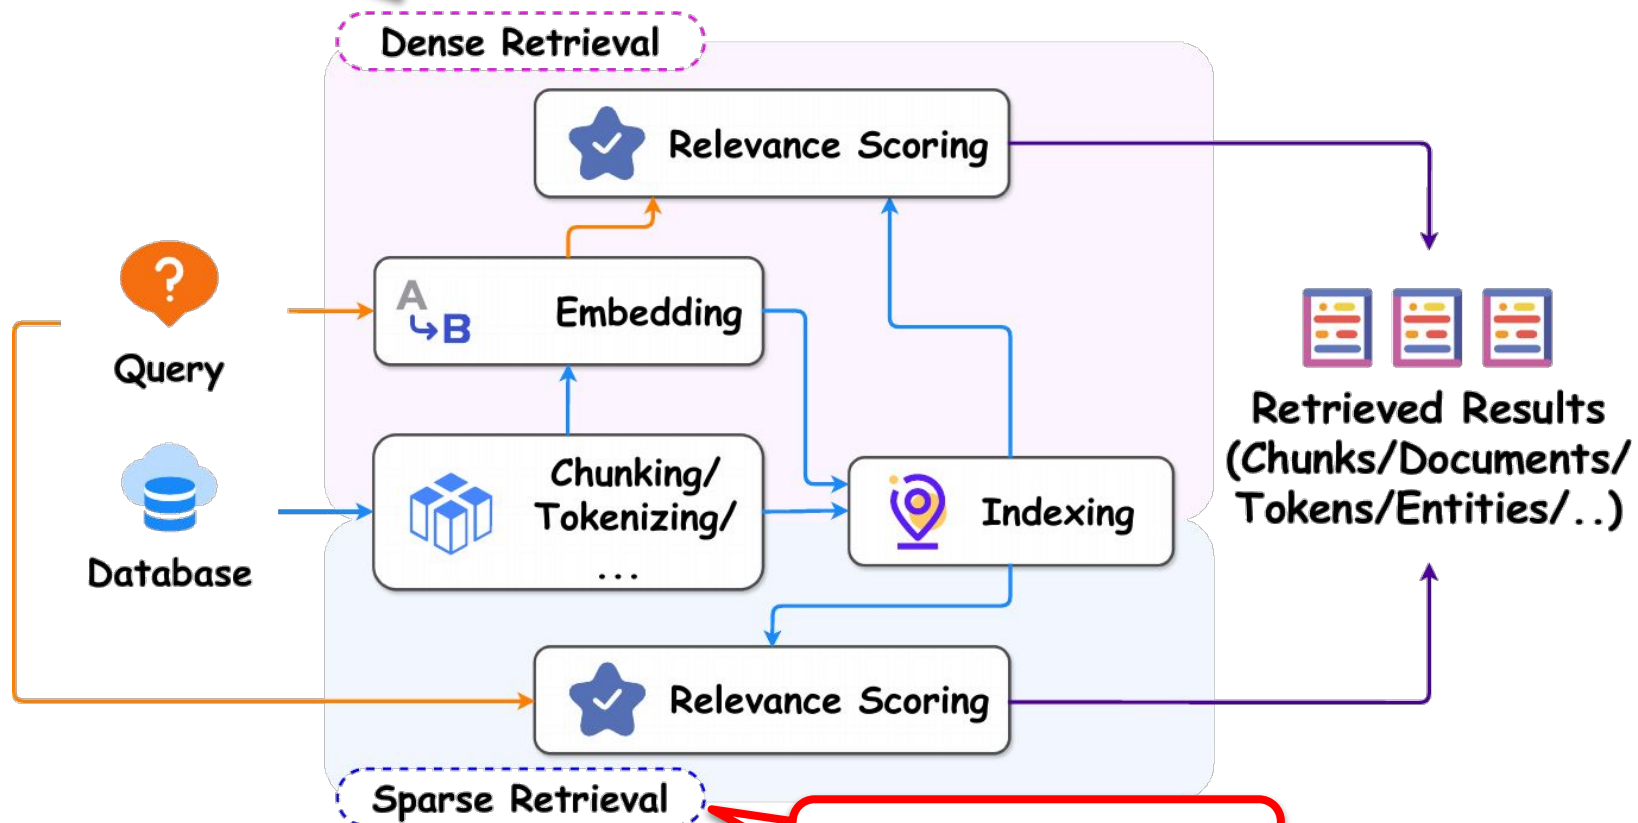 Dense Retrieval
Relevance Scoring
?
A
B
Embedding
Query
Chunking/
Tokenizing/
...
Indexing
Database
Retrieved Results
(Chunks/Documents/
Tokens/Entities/..)
Relevance Scoring
Sparse Retrieval